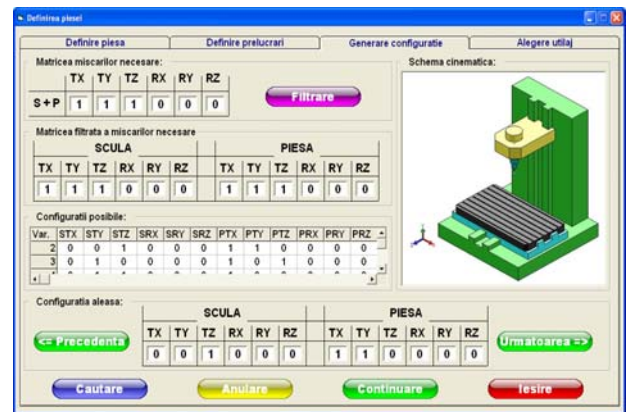 Definirea piesei
Definire piesa Definire prelucrari Generare configuratie Alegere utilaj
Matricea miscarilor necesare: Schema cinematica:
TX TY TZ RX RY RZ
S + P 1 1 1 0 0 0
Filtrare
Matricea filtrata a miscarilor necesare
SCULA PIESA
TX TY TZ RX RY RZ TX TY TZ RX RY RZ
1 1 1 0 0 0 1 1 1 0 0 0
Configuratii posibile:
Var. STX STY STZ SRX SRY SRZ PTX PTY PTZ PRX PRY PRZ
2 0 0 1 0 0 0 1 1 0 0 0 0
3 0 1 0 0 0 0 1 0 1 0 0 0
Configuratia aleasa:
SCULA PIESA
TX TY TZ RX RY RZ TX TY TZ RX RY RZ
<= Precedenta 0 0 1 0 0 0 1 1 0 0 0 0 Urmatoarea =>
Cautare Anulare Continuare Iesire